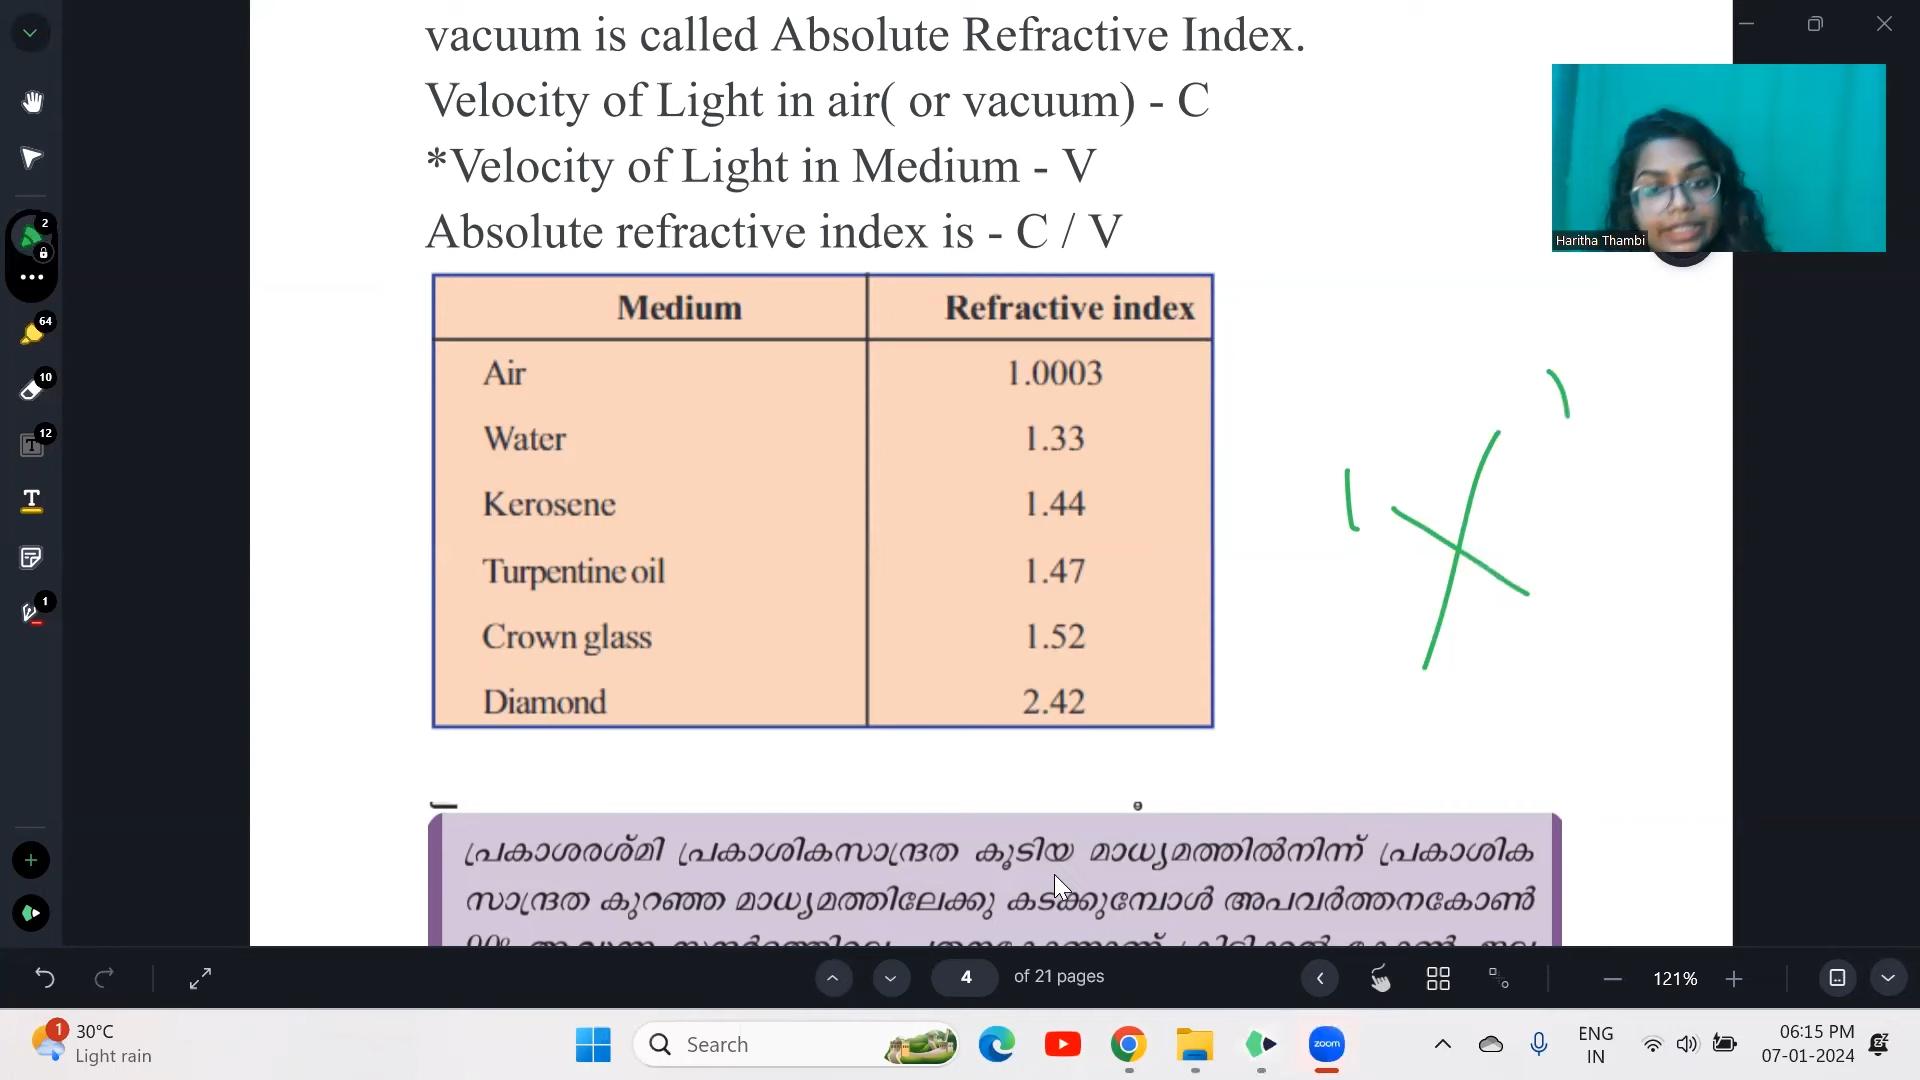 vacuum is called Absolute Refractive Index.
Velocity of Light in air( or vacuum) - C
*Velocity of Light in Medium - V
Absolute refractive index is - C / V
Medium Refractive index
Air 1.0003
Water 1.33
Kerosene 1.44
Turpentine oil 1.47
Crown glass 1.52
Diamond 2.42
പ്രകാശരശ്മി പ്രകാശികസാന്ദ്രത കൂടിയ മാധ്യമത്തിൽനിന്ന് പ്രകാശിക
സാന്ദ്രത കുറഞ്ഞ മാധ്യമത്തിലേക്കു കടക്കുമ്പോൾ അപവർത്തനകോൺ
Haritha Thambi
2
64
10
12
T
1
4 of 21 pages
121%
1
30°C
Light rain
Search
zoom
ENG
IN
06:15 PM
07-01-2024